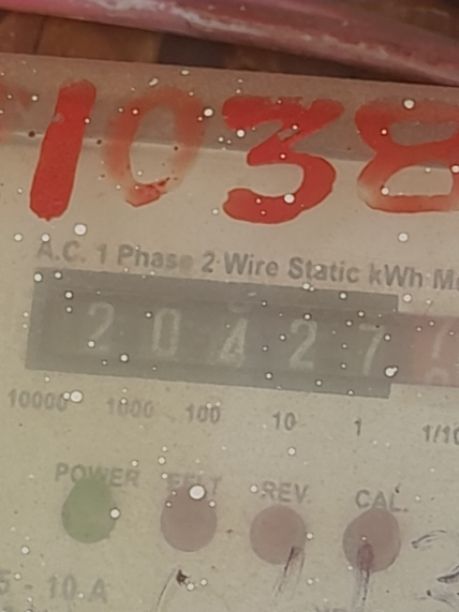 1038
A.C. 1 Phase 2 Wire Static kWh
20427
10000 1000 100 10 1 1/10
POWER REV. CAL.
5 - 10 A